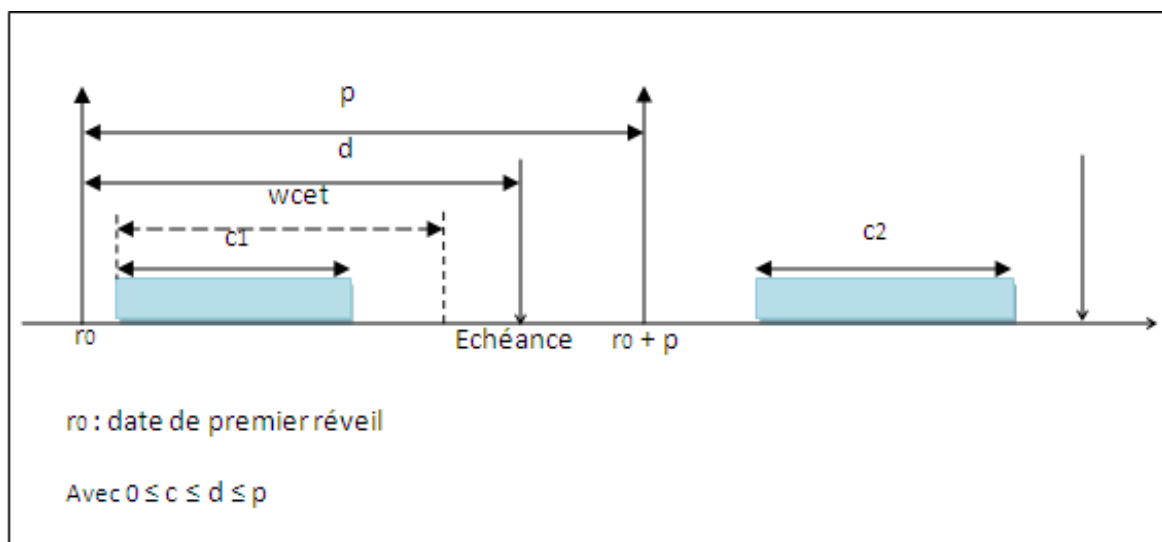 p
d
wcet
c1
c2
r0
Echéance
r0 + p
r0 : date de premier réveil
Avec 0 ≤ c ≤ d ≤ p